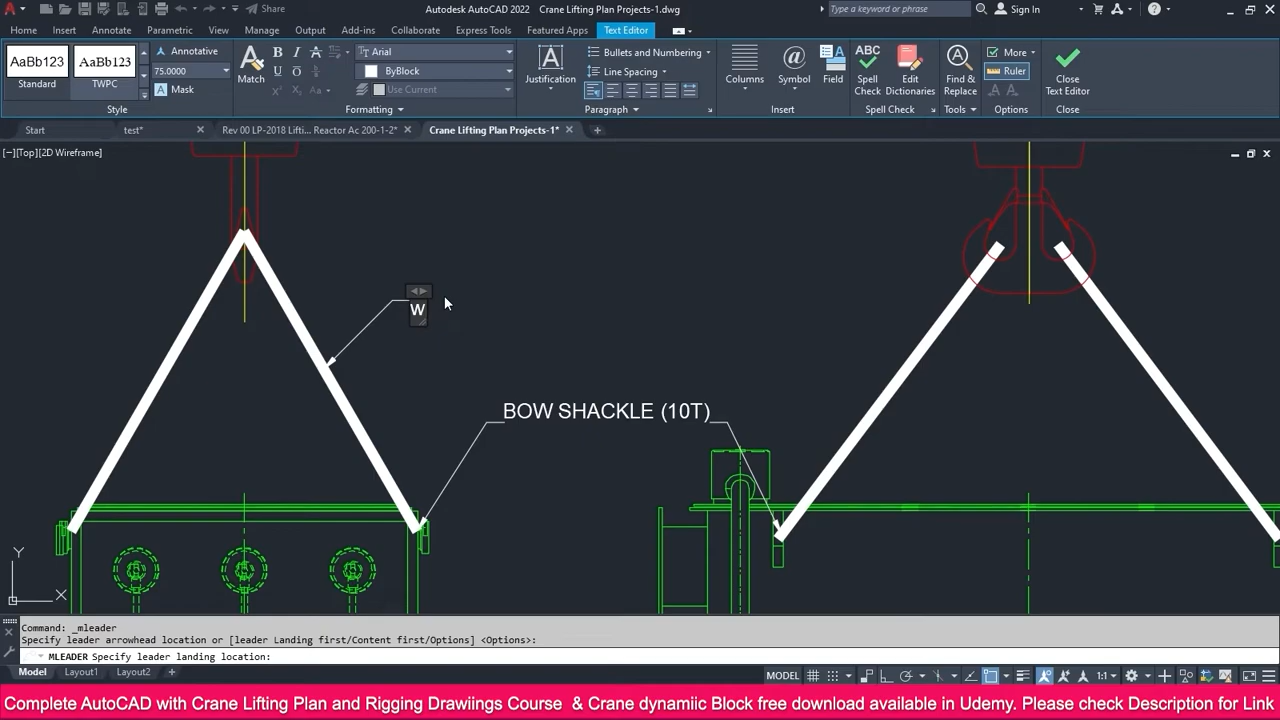 Share
Autodesk AutoCAD 2022 Crane Lifting Plan Projects-1.dwg
Type a keyword or phrase
Sign In
Home Insert Annotate Parametric View Manage Output Add-ins Collaborate Express Tools Featured Apps Text Editor
AaBb123 AaBb123
Standard TWPC
Annotative
75.0000
Mask
Style
Match
B I
U O
Arial
ByBlock
Use Current
Formatting
Justification
Bullets and Numbering
Line Spacing
Paragraph
Columns Symbol Field
Insert
ABC
Spell Check
Edit Dictionaries
Spell Check
Find & Replace
Tools
More
Ruler
Options
Close Text Editor
Close
Start test* Rev 00 LP-2018 Lifti... Reactor Ac 200-1-2* Crane Lifting Plan Projects-1*
[−][Top][2D Wireframe]
W
BOW SHACKLE (10T)
Y
X
Command: _mleader
Specify leader arrowhead location or [leader Landing first/Content first/Options] <Options>:
MLEADER Specify leader landing location:
Model Layout1 Layout2 +
MODEL 1:1
Complete AutoCAD with Crane Lifting Plan and Rigging Drawiings Course & Crane dynamiic Block free download available in Udemy. Please check Description for Link